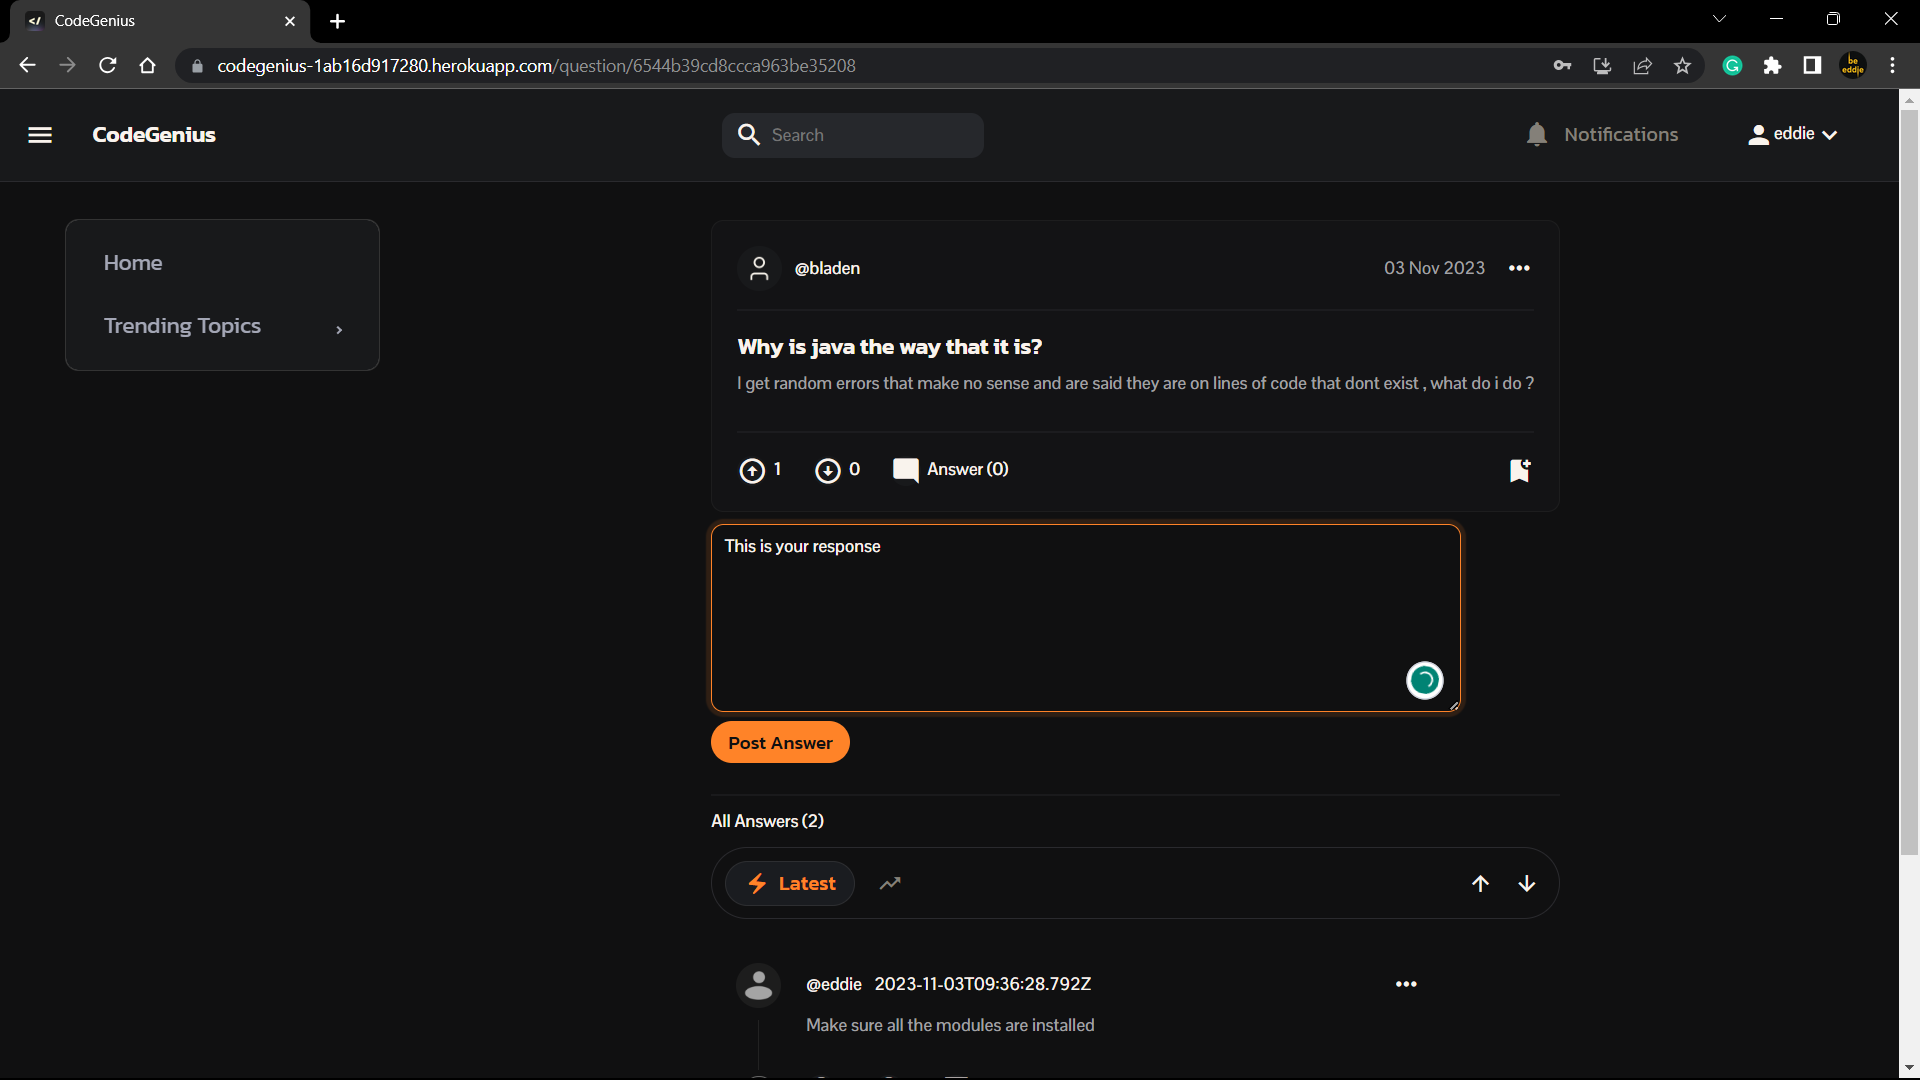 CodeGenius
codegenius-1ab16d917280.herokuapp.com/question/6544b39cd8ccca963be35208
be
eddie
CodeGenius
Search
Notifications
eddie
Home
Trending Topics
@bladen
03 Nov 2023
Why is java the way that it is?
I get random errors that make no sense and are said they are on lines of code that dont exist , what do i do ?
1
0
Answer (0)
This is your response
Post Answer
All Answers (2)
Latest
@eddie 2023-11-03T09:36:28.792Z
Make sure all the modules are installed